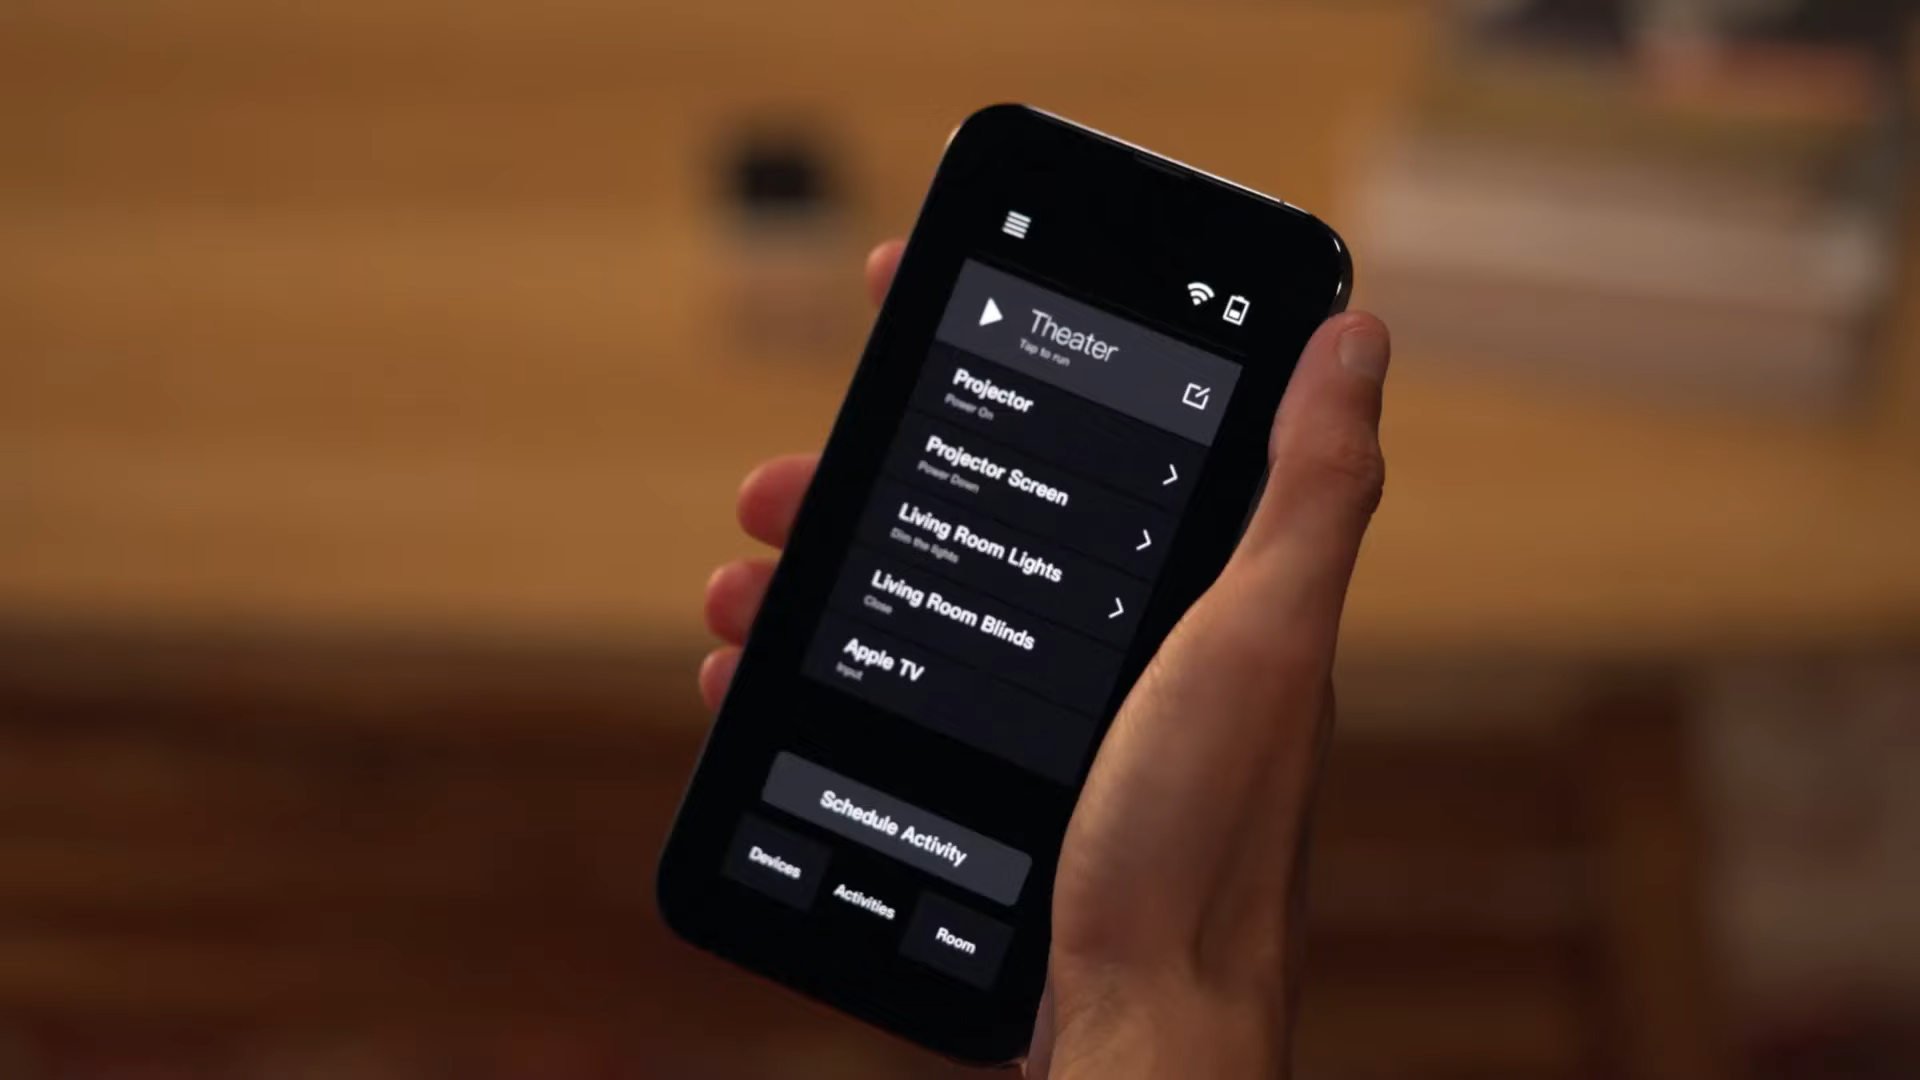 Theater
Tap to run
Projector
Power On
Projector Screen
Power Down
Living Room Lights
Dim the lights
Living Room Blinds
Close
Apple TV
Input
Schedule Activity
Devices
Activities
Room